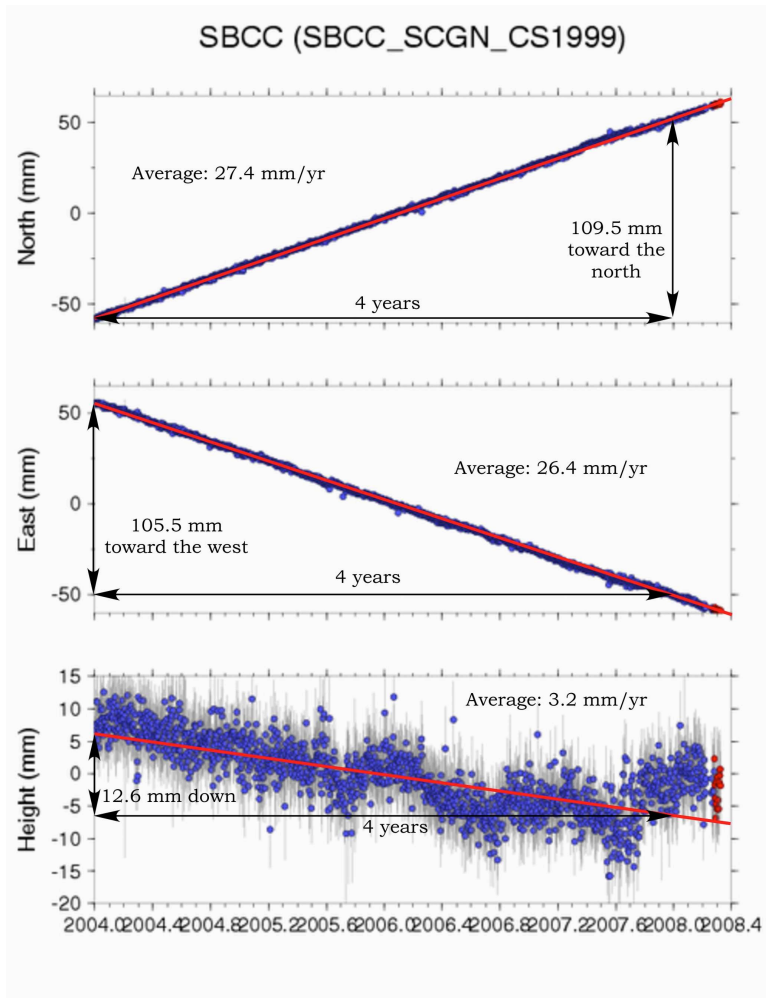 SBCC (SBCC_SCGN_CS1999)
North (mm)
50
0
-50
Average: 27.4 mm/yr
109.5 mm
toward the
north
4 years
East (mm)
50
0
-50
Average: 26.4 mm/yr
105.5 mm
toward the west
4 years
Height (mm)
15
10
5
0
-5
-10
-15
-20
Average: 3.2 mm/yr
12.6 mm down
4 years
2004.0 2004.4 2004.8 2005.2 2005.6 2006.0 2006.4 2006.8 2007.2 2007.6 2008.0 2008.4